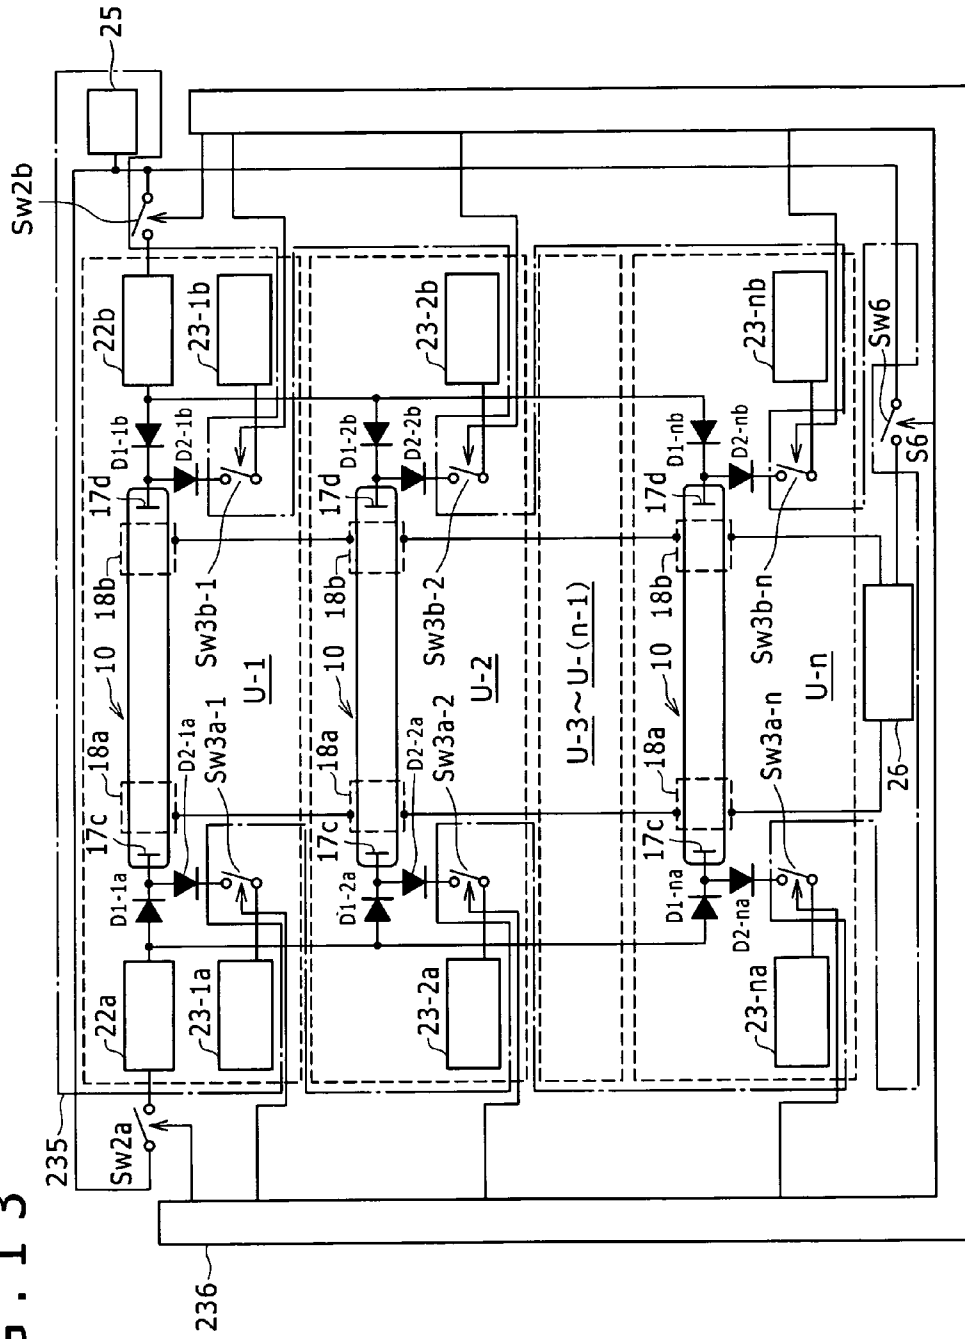 25
Sw2b
22b
23-1b
23-2b
23-nb
Sw6
S6
D1-1b
D2-1b
D1-2b
D2-2b
D1-nb
D2-nb
17d
17d
17d
18b
18b
18b
Sw3b-1
Sw3b-2
Sw3b-n
10
10
10
U-1
U-2
U-3~U-(n-1)
U-n
18a
18a
18a
D2-1a
Sw3a-1
D2-2a
Sw3a-2
Sw3a-n
26
17c
17c
17c
D1-1a
D1-2a
D1-na
D2-na
22a
23-1a
23-2a
23-na
235
Sw2a
236
. 1 3